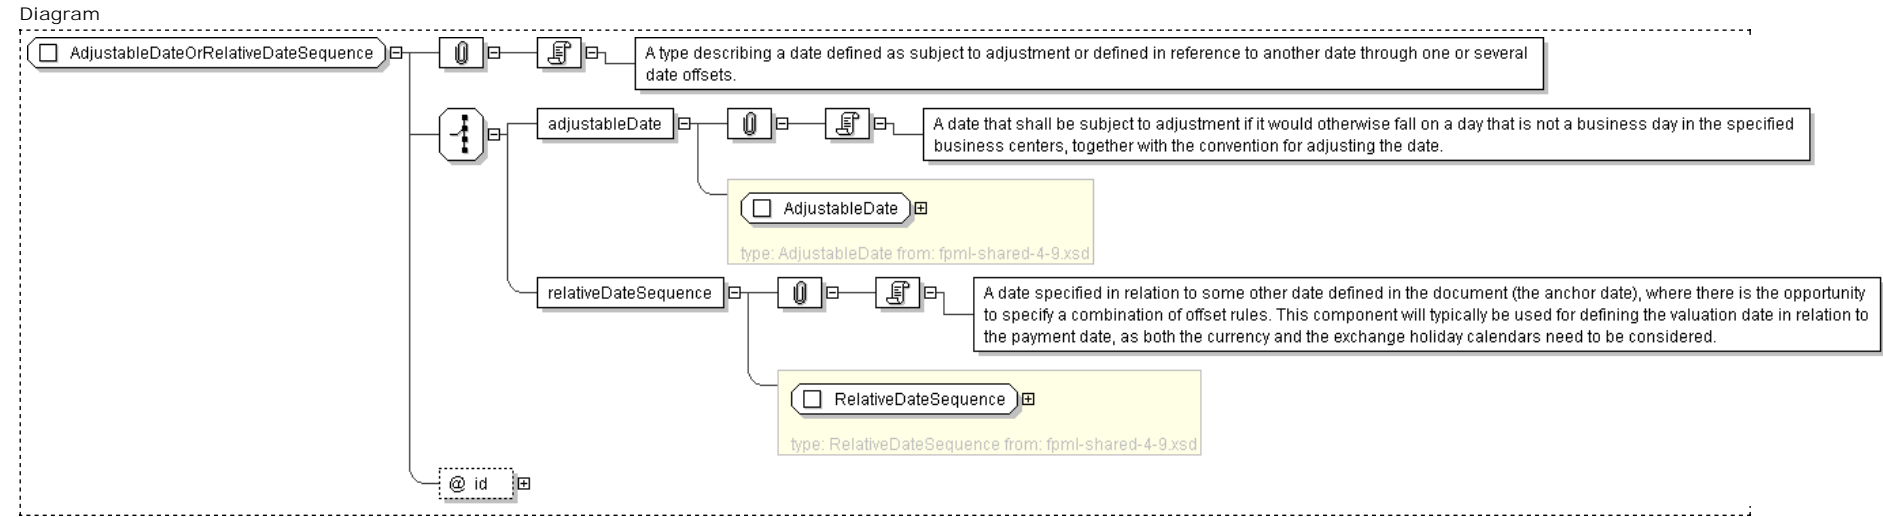 Diagram
AdjustableDateOrRelativeDateSequence
A type describing a date defined as subject to adjustment or defined in reference to another date through one or several
date offsets.
adjustableDate
A date that shall be subject to adjustment if it would otherwise fall on a day that is not a business day in the specified
business centers, together with the convention for adjusting the date.
AdjustableDate
type: AdjustableDate from: fpml-shared-4-9.xsd
relativeDateSequence
A date specified in relation to some other date defined in the document (the anchor date), where there is the opportunity
to specify a combination of offset rules. This component will typically be used for defining the valuation date in relation to
the payment date, as both the currency and the exchange holiday calendars need to be considered.
RelativeDateSequence
type: RelativeDateSequence from: fpml-shared-4-9.xsd
@ id